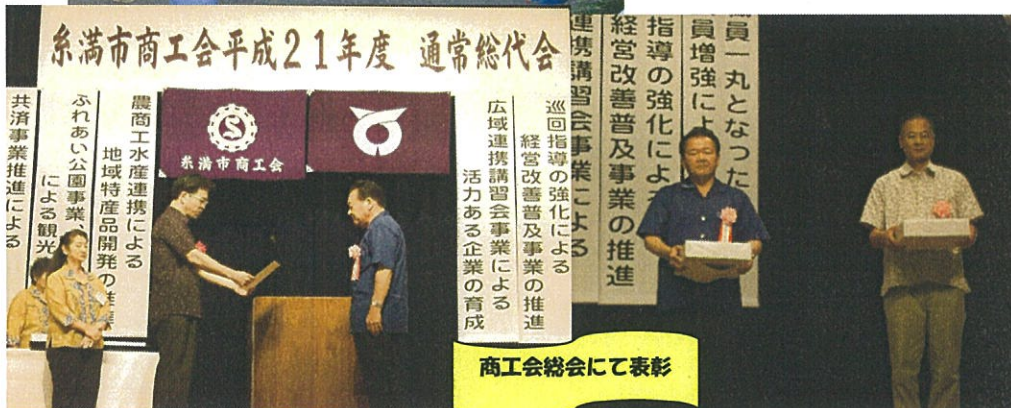 糸満市商工会平成21年度 通常総代会
糸満市商工会
巡回指導の強化による
経営改善普及事業の推進
広域連携講習会事業による
活力ある企業の育成
農商工水産連携による
地域特産品開発の推進
ふれあい公園事業
による観光
共済事業推進による
職員一丸となった
員増強によ
指導の強化による
経営改善普及事業の推進
連携講習会事業による
商工会総会にて表彰